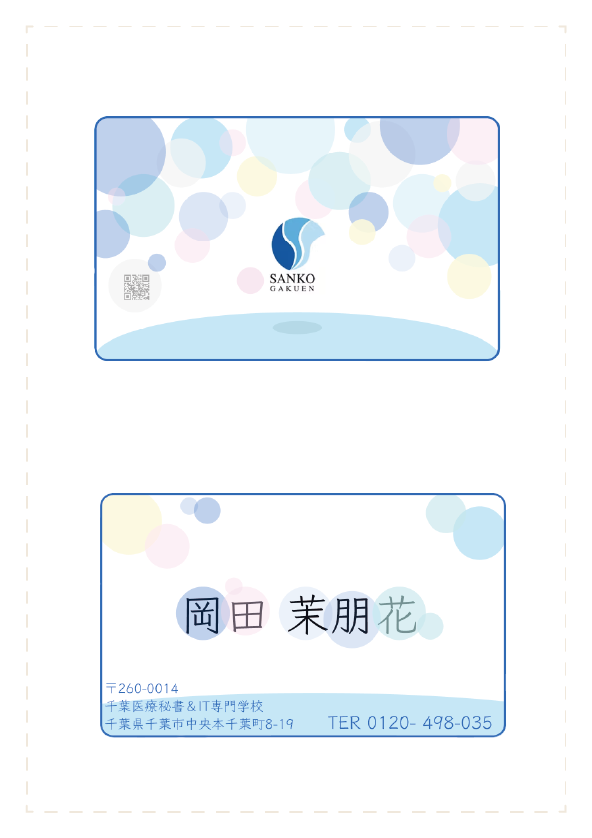 SANKO
GAKUEN
岡田 茉朋花
〒260-0014
千葉医療秘書&IT専門学校
千葉県千葉市中央本千葉町8-19
TER 0120- 498-035